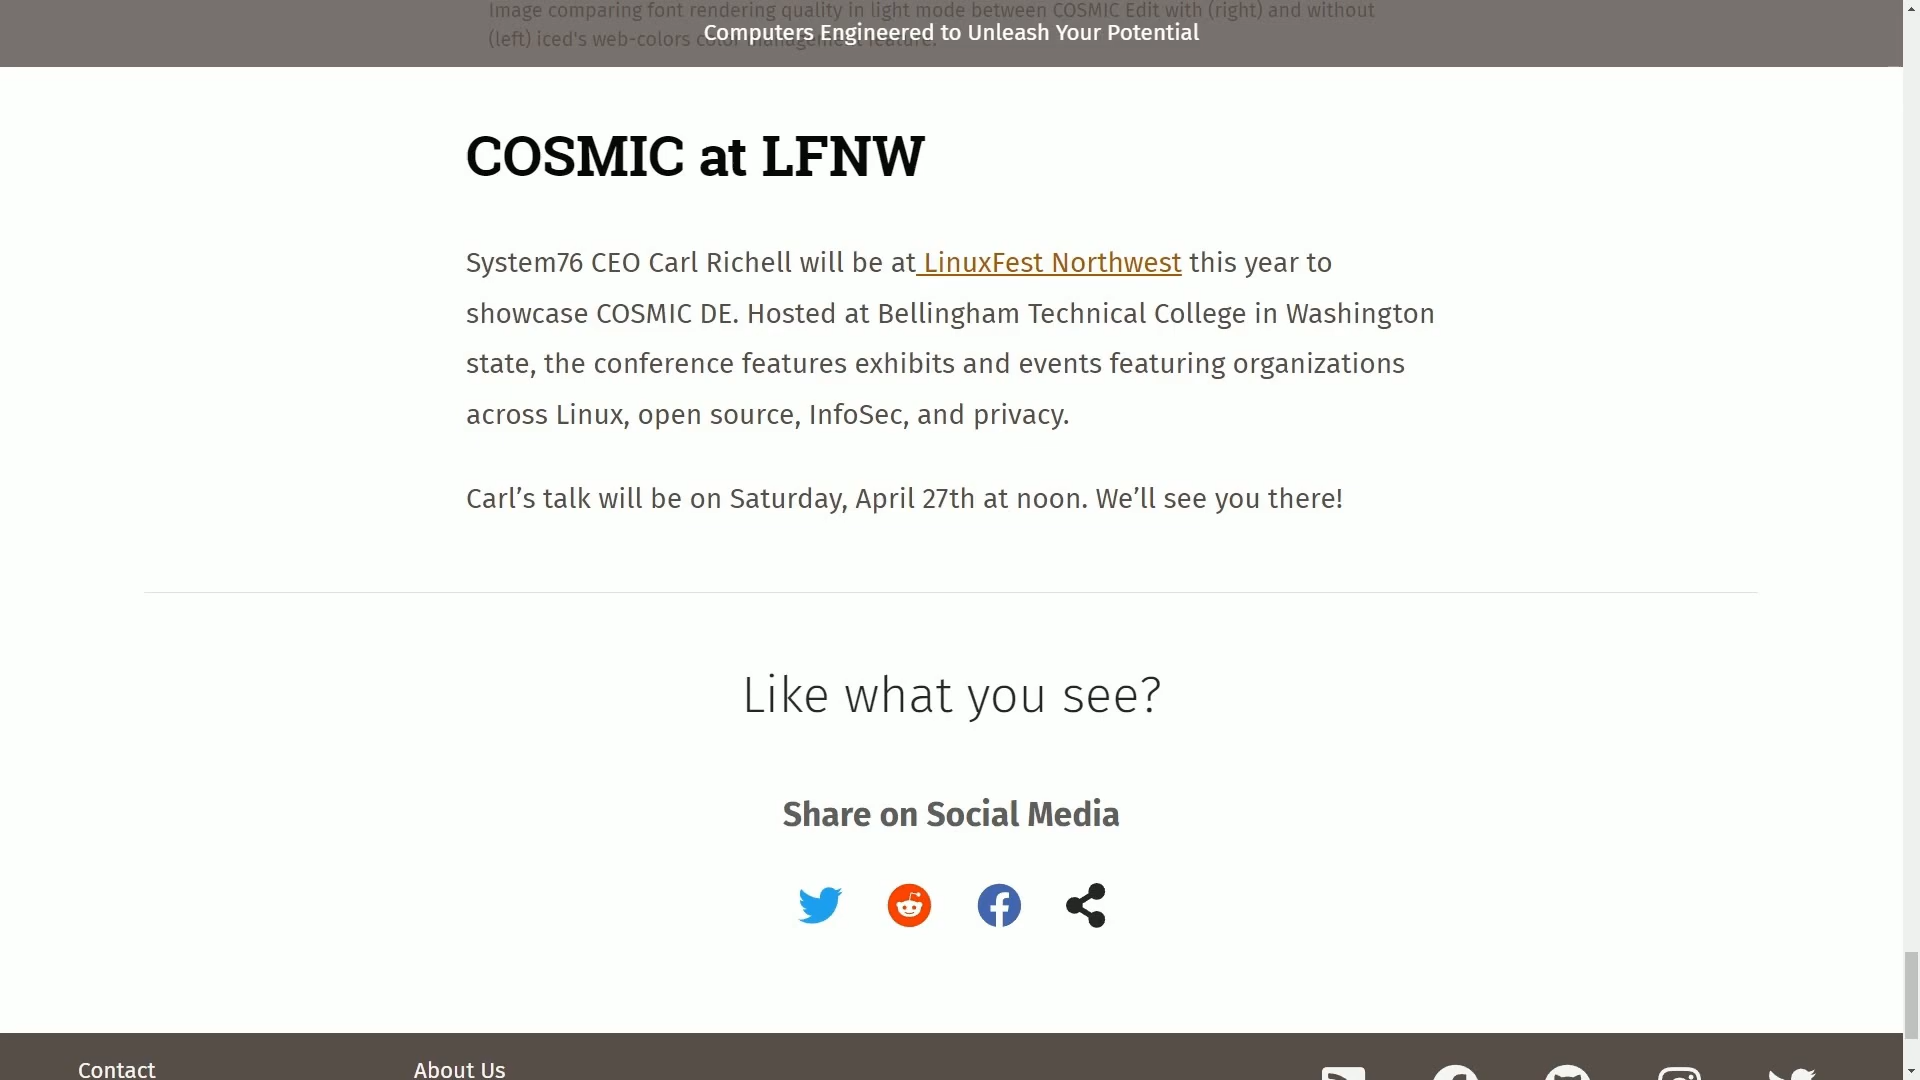 Image comparing font rendering quality in light mode between COSMIC Edit with (right) and without
(left) iced's web-colors color management feature.
Computers Engineered to Unleash Your Potential
COSMIC at LFNW
System76 CEO Carl Richell will be at LinuxFest Northwest this year to
showcase COSMIC DE. Hosted at Bellingham Technical College in Washington
state, the conference features exhibits and events featuring organizations
across Linux, open source, InfoSec, and privacy.
Carl’s talk will be on Saturday, April 27th at noon. We’ll see you there!
Like what you see?
Share on Social Media
Contact
About Us